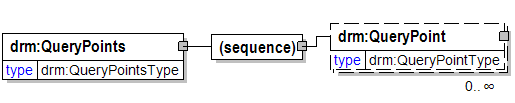 drm:QueryPoints
type drm:QueryPointsType
(sequence)
drm:QueryPoint
type drm:QueryPointType
0.. ∞